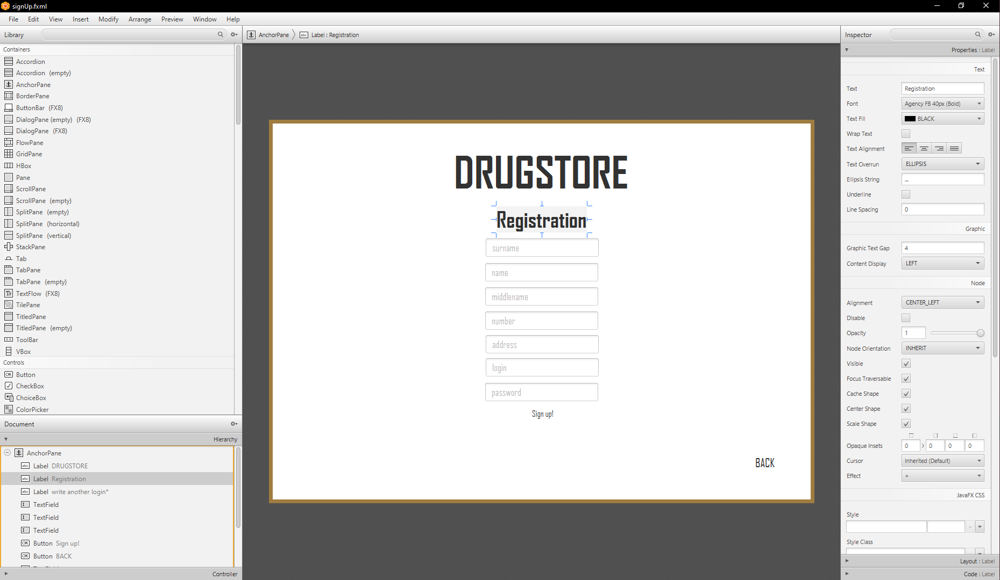 signUp.fxml
File Edit View Insert Modify Arrange Preview Window Help
Library
Containers
Accordion
Accordion (empty)
AnchorPane
BorderPane
ButtonBar (FX8)
DialogPane (empty) (FX8)
DialogPane (FX8)
FlowPane
GridPane
HBox
Pane
ScrollPane
ScrollPane (empty)
SplitPane (empty)
SplitPane (horizontal)
SplitPane (vertical)
StackPane
Tab
TabPane
TabPane (empty)
TextFlow (FX8)
TilePane
TitledPane
TitledPane (empty)
ToolBar
VBox
Controls
Button
CheckBox
ChoiceBox
ColorPicker
Document
Hierarchy
AnchorPane
Label DRUGSTORE
Label Registration
Label write another login*
TextField
TextField
TextField
Button Sign up!
Button BACK
Controller
AnchorPane Label : Registration
DRUGSTORE
Registration
surname
name
middlename
number
address
login
password
Sign up!
BACK
Inspector
Properties : Label
Text
Text Registration
Font Agency FB 40px (Bold)
Text Fill BLACK
Wrap Text
Text Alignment
Text Overrun ELLIPSIS
Ellipsis String ...
Underline
Line Spacing 0
Graphic
Graphic Text Gap 4
Content Display LEFT
Node
Alignment CENTER_LEFT
Disable
Opacity 1
Node Orientation INHERIT
Visible
Focus Traversable
Cache Shape
Center Shape
Scale Shape
Opaque Insets 0 0 0 0
Cursor Inherited (Default)
Effect +
JavaFX CSS
Style
Style Class
Layout : Label
Code : Label